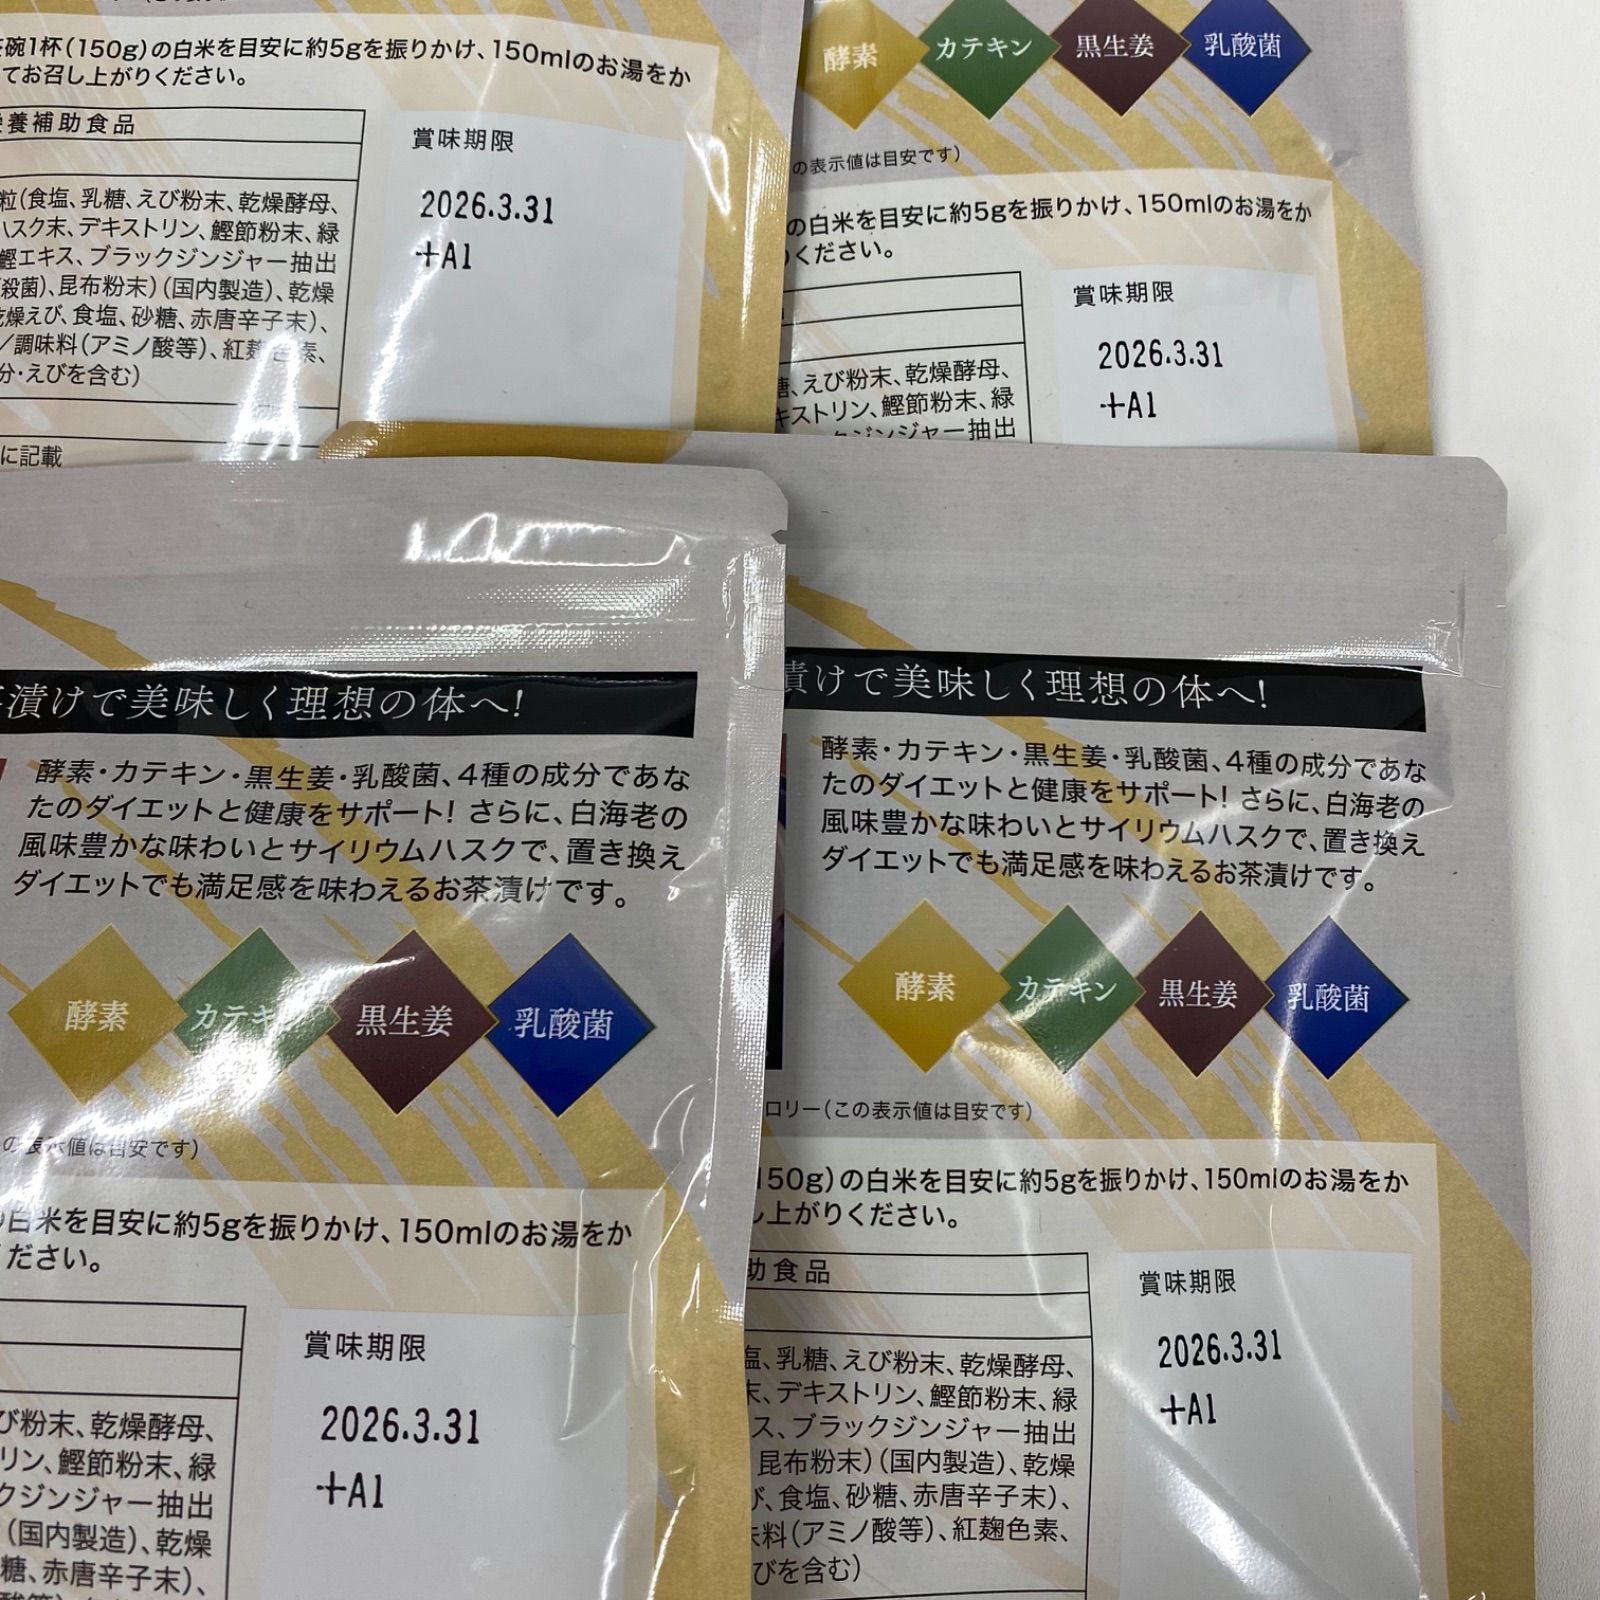 碗1杯(150g)の白米を目安に約5gを振りかけ、150mlのお湯をか
てお召し上がりください。
養補助食品
粒(食塩、乳糖、えび粉末、乾燥酵母、
ハスク末、デキストリン、鰹節粉末、緑
鰹エキス、ブラックジンジャー抽出
殺菌)、昆布粉末)(国内製造)、乾燥
乾燥えび、食塩、砂糖、赤唐辛子末)、
/調味料(アミノ酸等)、紅麹色素、
分・えびを含む)
に記載
賞味期限
2026.3.31
+A1
酵素
カテキン
黒生姜
乳酸菌
の表示値は目安です)
の白米を目安に約5gを振りかけ、150mlのお湯をか
ください。
糖、えび粉末、乾燥酵母、
キストリン、鰹節粉末、緑
ックジンジャー抽出
賞味期限
2026.3.31
+A1
漬けで美味しく理想の体へ!
酵素・カテキン・黒生姜・乳酸菌、4種の成分であな
たのダイエットと健康をサポート! さらに、白海老の
風味豊かな味わいとサイリウムハスクで、置き換え
ダイエットでも満足感を味わえるお茶漬けです。
酵素
カテキン
黒生姜
乳酸菌
の表示値は目安です)
白米を目安に約5gを振りかけ、150mlのお湯をか
ださい。
び粉末、乾燥酵母、
リン、鰹節粉末、緑
クジンジャー抽出
(国内製造)、乾燥
糖、赤唐辛子末)、
賞味期限
2026.3.31
+A1
漬けで美味しく理想の体へ!
酵素・カテキン・黒生姜・乳酸菌、4種の成分であな
たのダイエットと健康をサポート! さらに、白海老の
風味豊かな味わいとサイリウムハスクで、置き換え
ダイエットでも満足感を味わえるお茶漬けです。
酵素
カテキン
黒生姜
乳酸菌
ロリー(この表示値は目安です)
150g)の白米を目安に約5gを振りかけ、150mlのお湯をか
し上がりください。
助食品
塩、乳糖、えび粉末、乾燥酵母、
末、デキストリン、鰹節粉末、緑
ス、ブラックジンジャー抽出
昆布粉末)(国内製造)、乾燥
び、食塩、砂糖、赤唐辛子末)、
味料(アミノ酸等)、紅麹色素、
びを含む)
賞味期限
2026.3.31
+A1